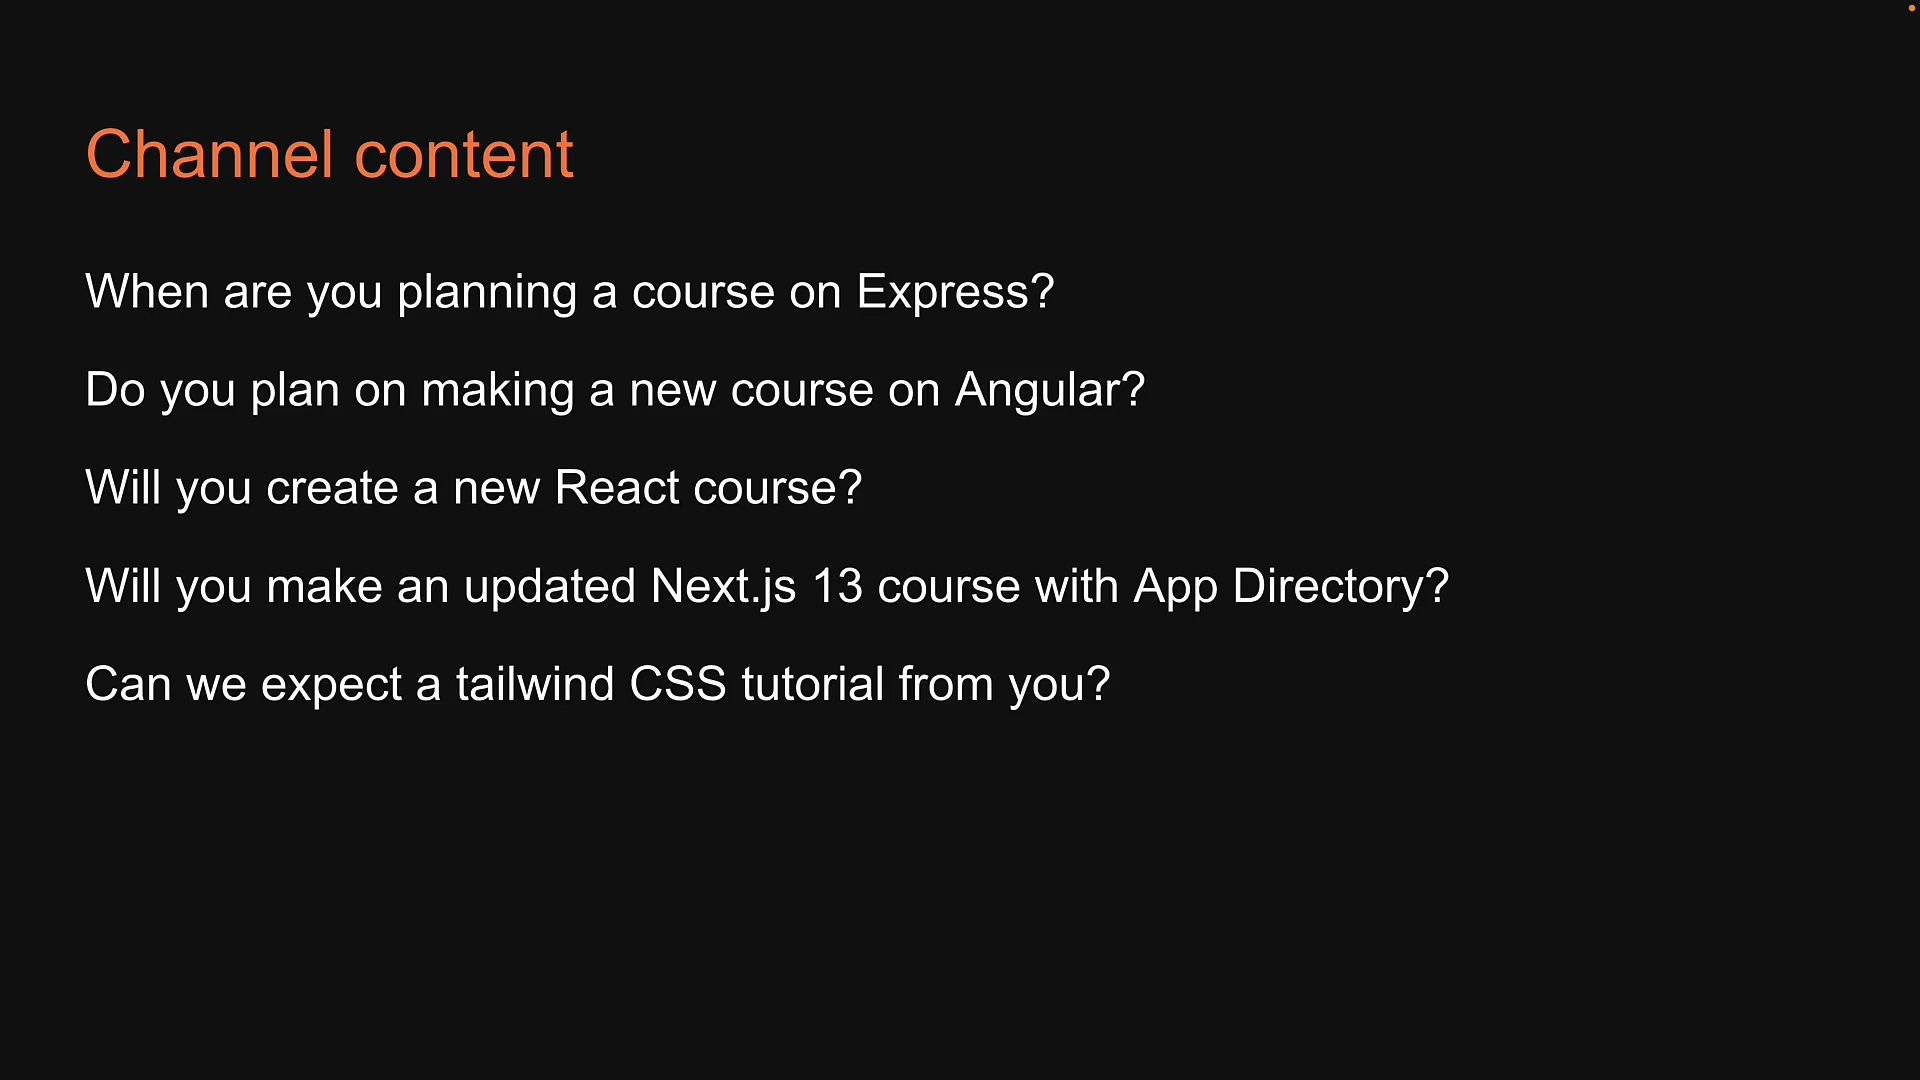 Channel content
When are you planning a course on Express?
Do you plan on making a new course on Angular?
Will you create a new React course?
Will you make an updated Next.js 13 course with App Directory?
Can we expect a tailwind CSS tutorial from you?